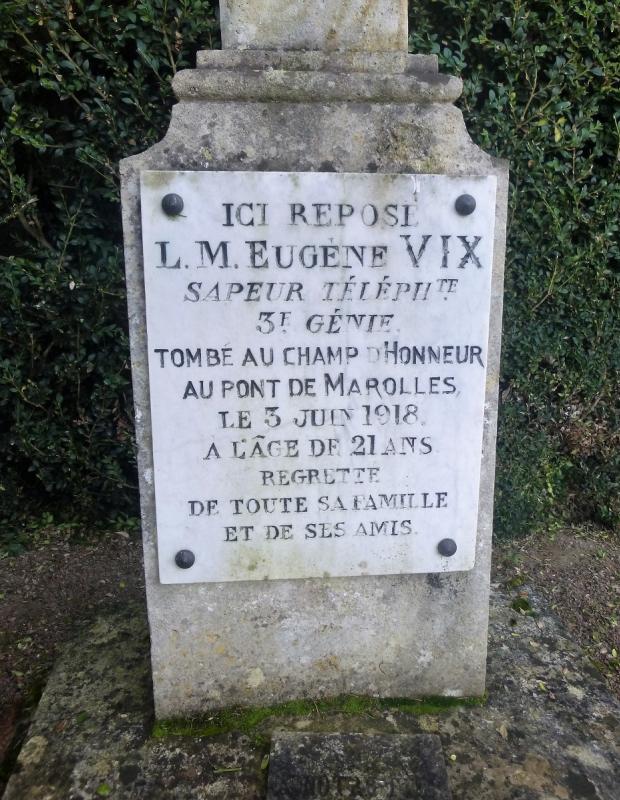 ICI REPOSE
L.M. EUGÈNE VIX
SAPEUR TÉLÉPHTE
3E GÉNIE
TOMBÉ AU CHAMP D'HONNEUR
AU PONT DE MAROLLES,
LE 3 JUIN 1918.
A L'ÂGE DE 21 ANS
REGRETTE
DE TOUTE SA FAMILLE
ET DE SES AMIS.